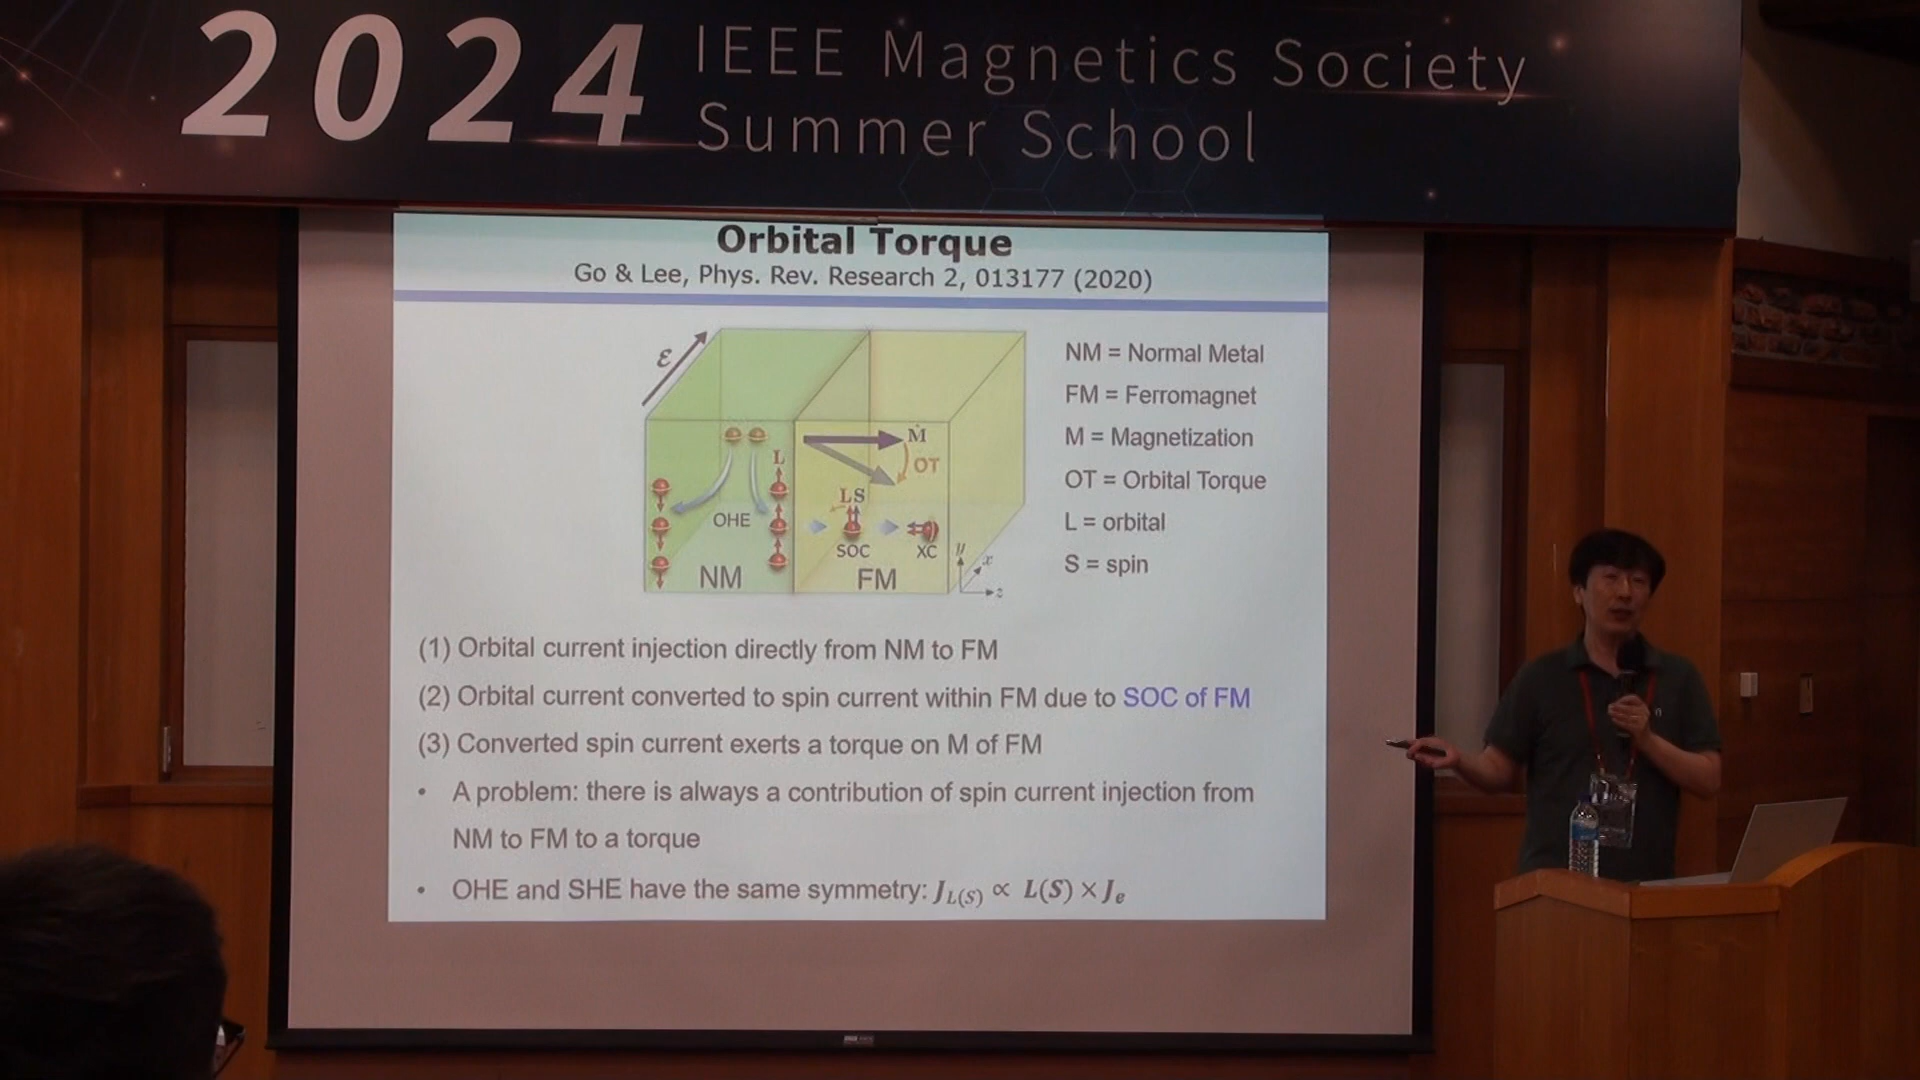 2024 IEEE Magnetics Society
Summer School
Orbital Torque
Go & Lee, Phys. Rev. Research 2, 013177 (2020)
ℰ
M
OT
L
LS
OHE
SOC
XC
NM
FM
y
x
z
NM = Normal Metal
FM = Ferromagnet
M = Magnetization
OT = Orbital Torque
L = orbital
S = spin
(1) Orbital current injection directly from NM to FM
(2) Orbital current converted to spin current within FM due to SOC of FM
(3) Converted spin current exerts a torque on M of FM
• A problem: there is always a contribution of spin current injection from
NM to FM to a torque
• OHE and SHE have the same symmetry: J_L(S) ∝ L(S) × J_e